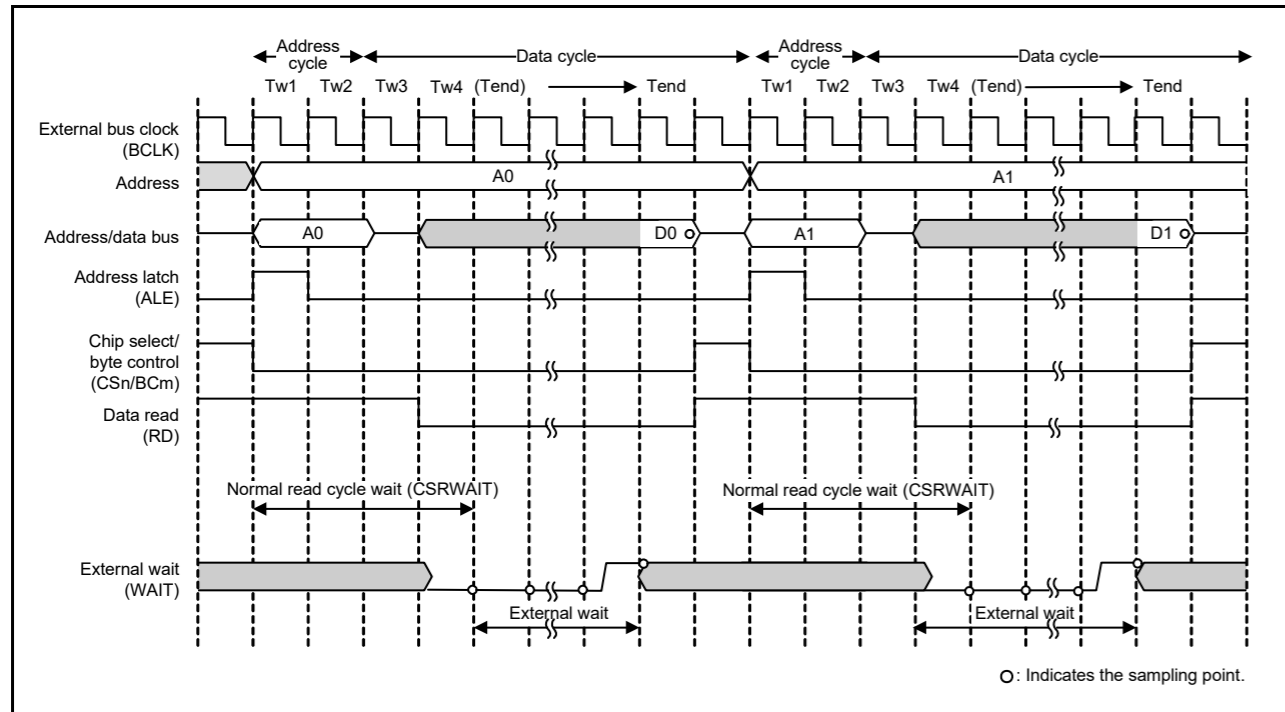 Address
cycle
Data cycle
Address
cycle
Data cycle
Tw1 Tw2 Tw3 Tw4 (Tend) Tend Tw1 Tw2 Tw3 Tw4 (Tend) Tend
External bus clock
(BCLK)
Address
A0
A1
Address/data bus
A0
D0
A1
D1
Address latch
(ALE)
Chip select/
byte control
(CSn/BCm)
Data read
(RD)
Normal read cycle wait (CSRWAIT)
Normal read cycle wait (CSRWAIT)
External wait
(WAIT)
External wait
External wait
: Indicates the sampling point.